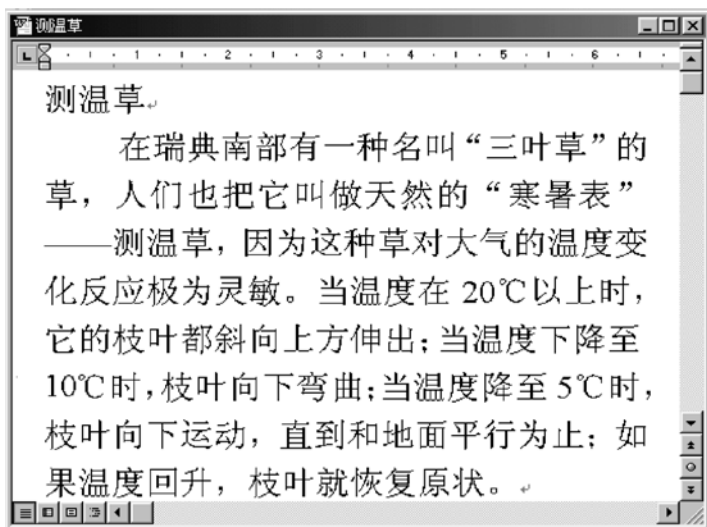 测温草
1 2 3 4 5 6
测温草
在瑞典南部有一种名叫“三叶草”的
草，人们也把它叫做天然的“寒暑表”
——测温草，因为这种草对大气的温度变
化反应极为灵敏。当温度在 20℃以上时，
它的枝叶都斜向上方伸出；当温度下降至
10℃时，枝叶向下弯曲；当温度降至 5℃时，
枝叶向下运动，直到和地面平行为止；如
果温度回升，枝叶就恢复原状。